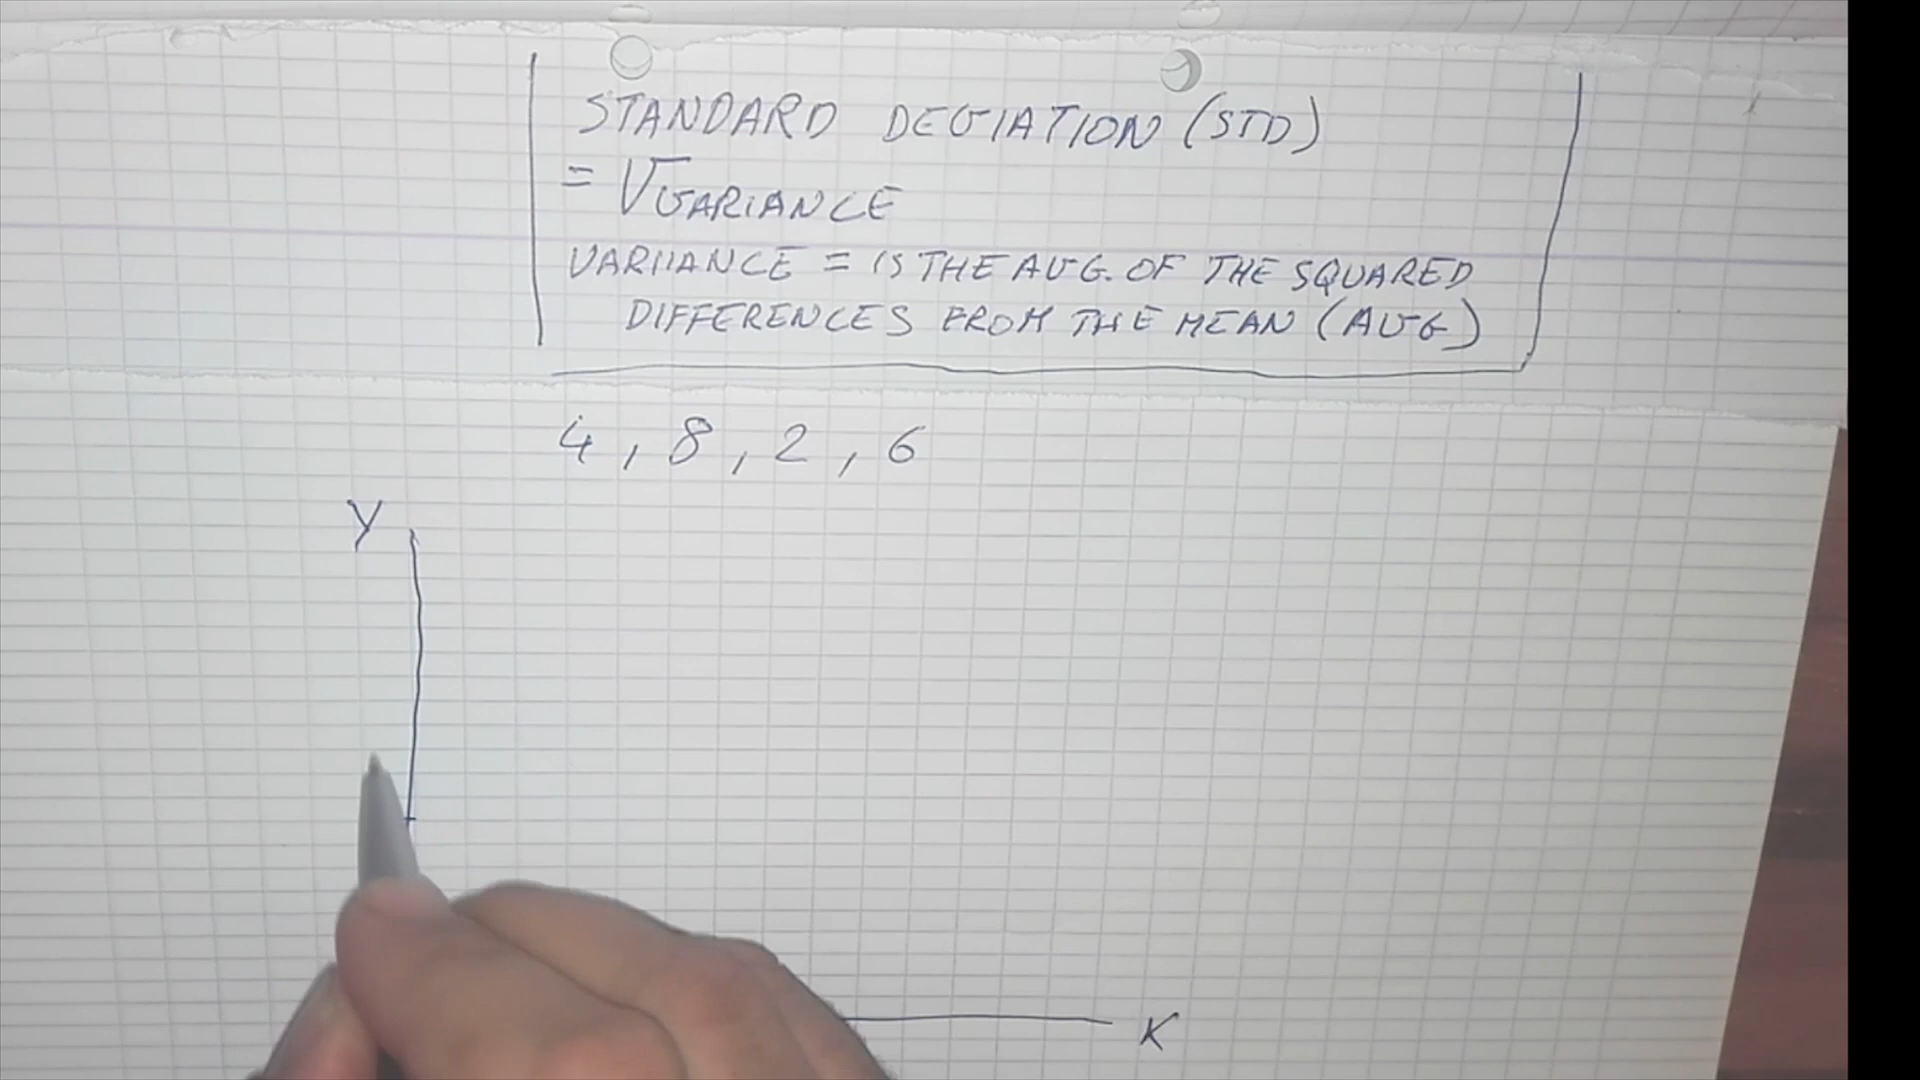 STANDARD DEVIATION (STD)
= √VARIANCE
VARIIANCE = IS THE AVG. OF THE SQUARED
DIFFERENCES FROM THE MEAN (AVG)
4, 8, 2, 6
Y
X